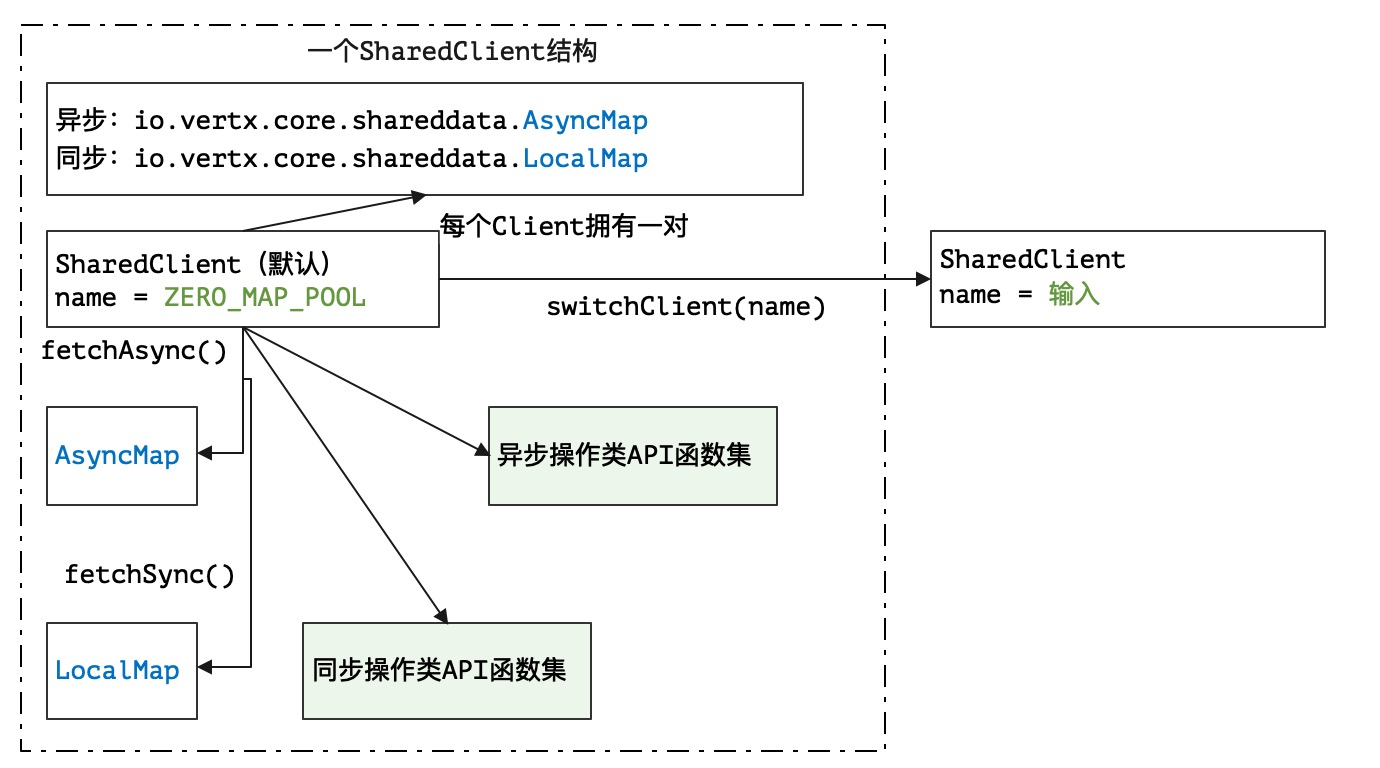 一个SharedClient结构
异步：io.vertx.core.shareddata.AsyncMap
同步：io.vertx.core.shareddata.LocalMap
每个Client拥有一对
SharedClient（默认）
name = ZERO_MAP_POOL
switchClient(name)
SharedClient
name = 输入
fetchAsync()
AsyncMap
异步操作类API函数集
fetchSync()
LocalMap
同步操作类API函数集